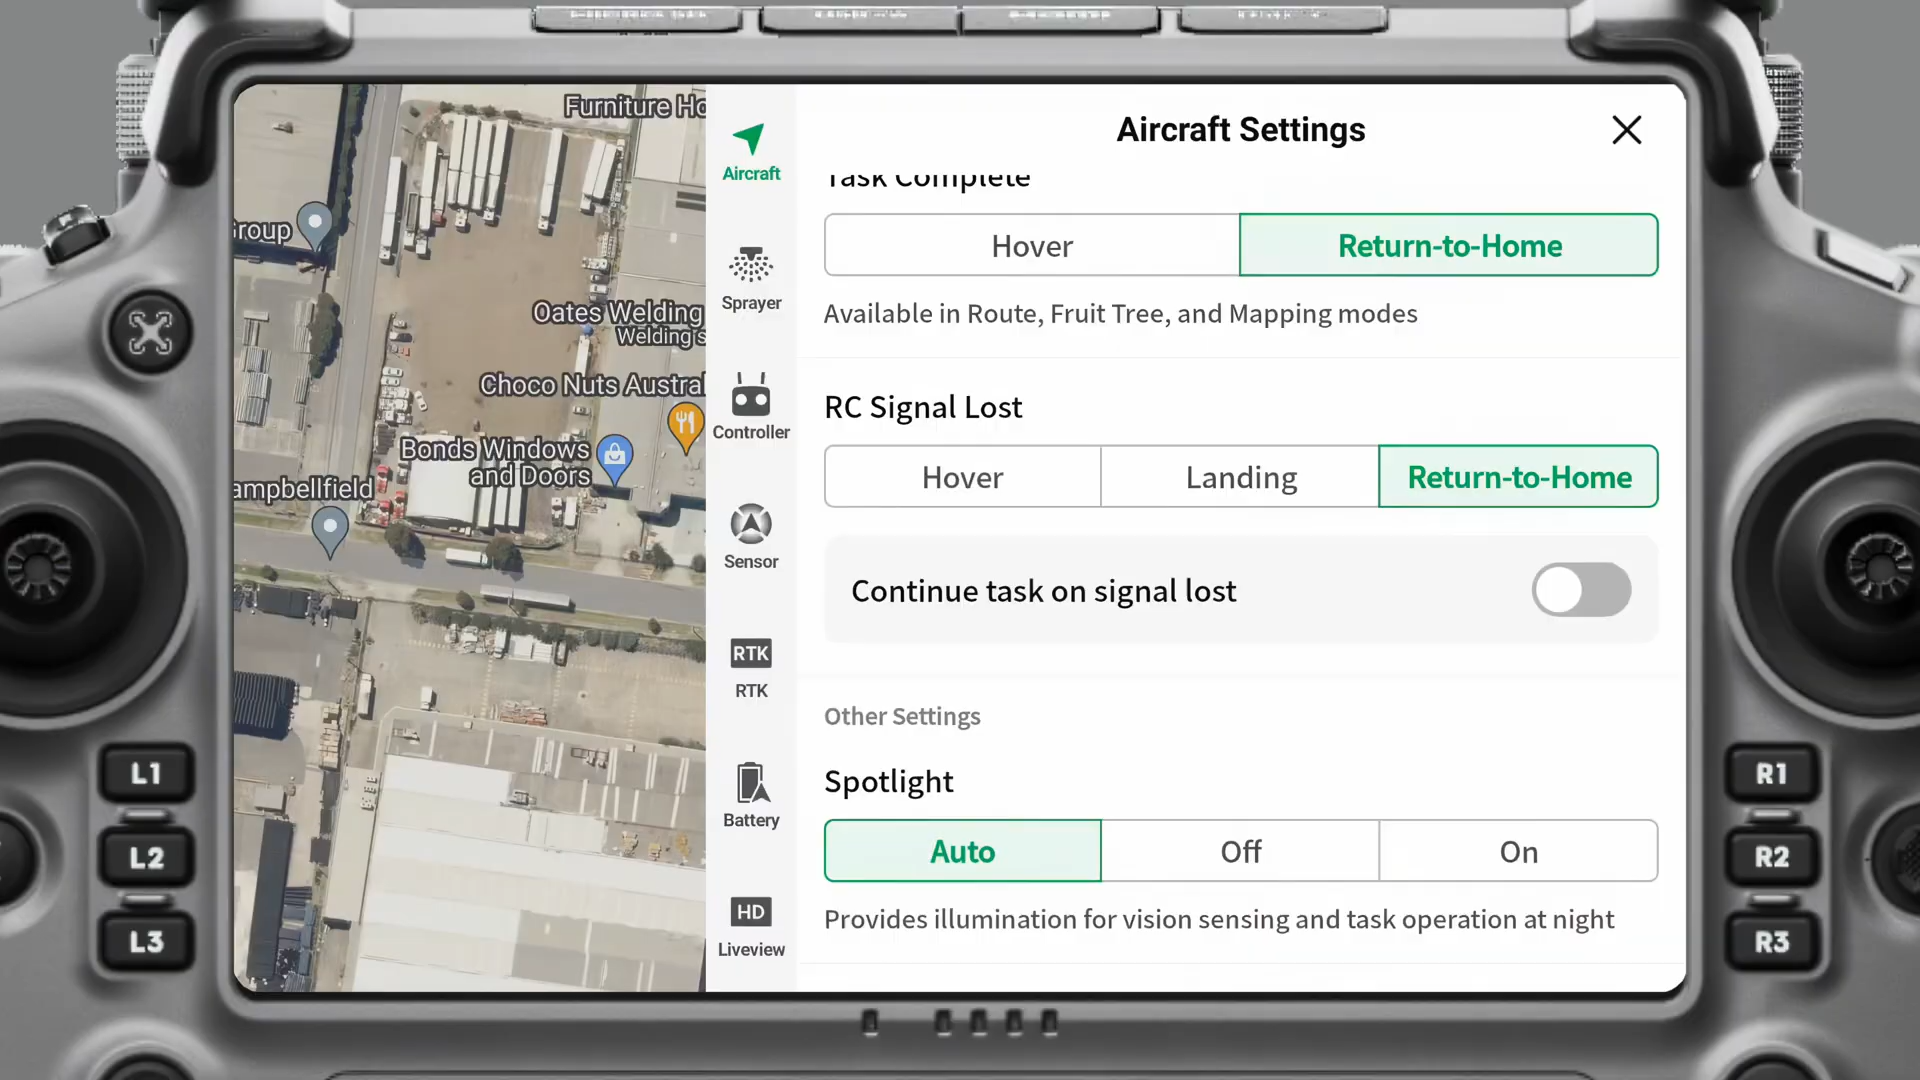 Furniture Ho
Group
Oates Welding
Welding s
Choco Nuts Austral
Bonds Windows
and Doors
ampbellfield
Aircraft
Sprayer
Controller
Sensor
RTK
RTK
Battery
HD
Liveview
Aircraft Settings
Task Complete
Hover
Return-to-Home
Available in Route, Fruit Tree, and Mapping modes
RC Signal Lost
Hover
Landing
Return-to-Home
Continue task on signal lost
Other Settings
Spotlight
Auto
Off
On
Provides illumination for vision sensing and task operation at night
L1
L2
L3
R1
R2
R3